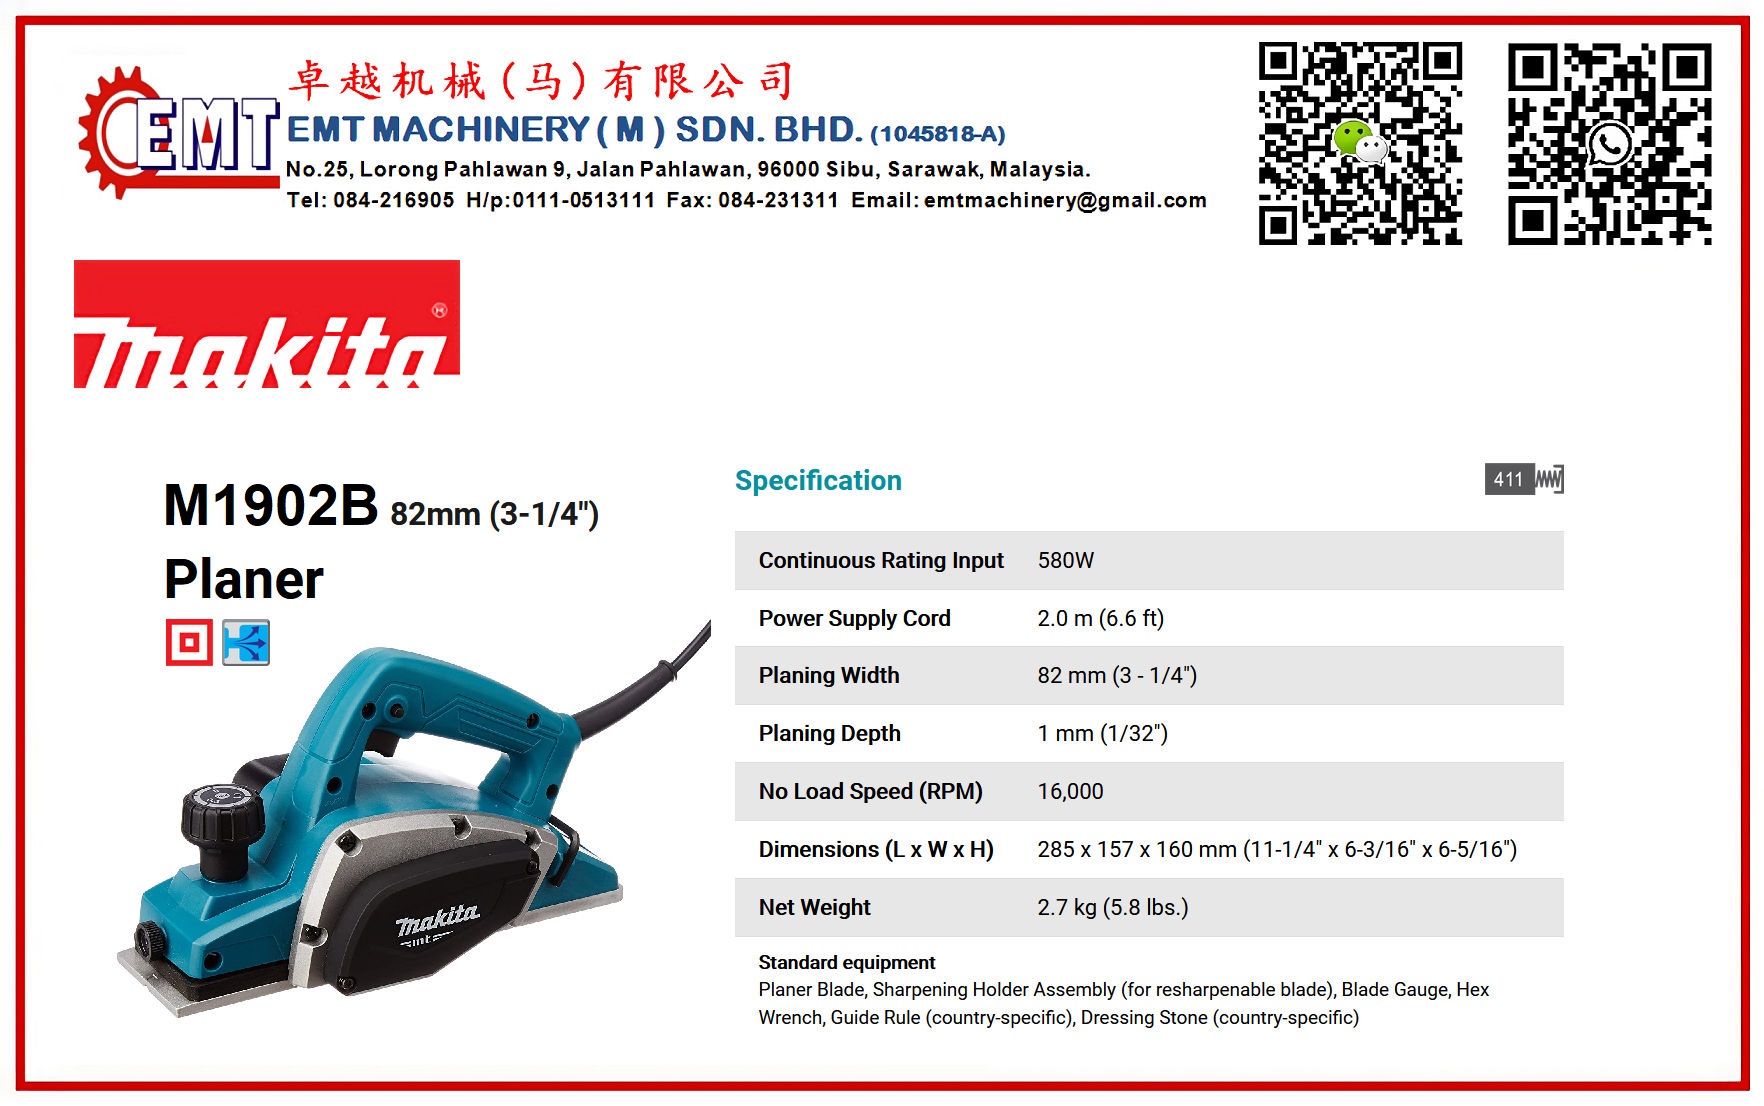 卓越机械(马)有限公司
EMT
EMT MACHINERY ( M ) SDN. BHD. (1045818-A)
No.25, Lorong Pahlawan 9, Jalan Pahlawan, 96000 Sibu, Sarawak, Malaysia.
Tel: 084-216905 H/p:0111-0513111 Fax: 084-231311 Email: emtmachinery@gmail.com
makita
M1902B 82mm (3-1/4")
Planer
makita
mt
Specification
411
Continuous Rating Input 580W
Power Supply Cord 2.0 m (6.6 ft)
Planing Width 82 mm (3 - 1/4")
Planing Depth 1 mm (1/32")
No Load Speed (RPM) 16,000
Dimensions (L x W x H) 285 x 157 x 160 mm (11-1/4" x 6-3/16" x 6-5/16")
Net Weight 2.7 kg (5.8 lbs.)
Standard equipment
Planer Blade, Sharpening Holder Assembly (for resharpenable blade), Blade Gauge, Hex
Wrench, Guide Rule (country-specific), Dressing Stone (country-specific)